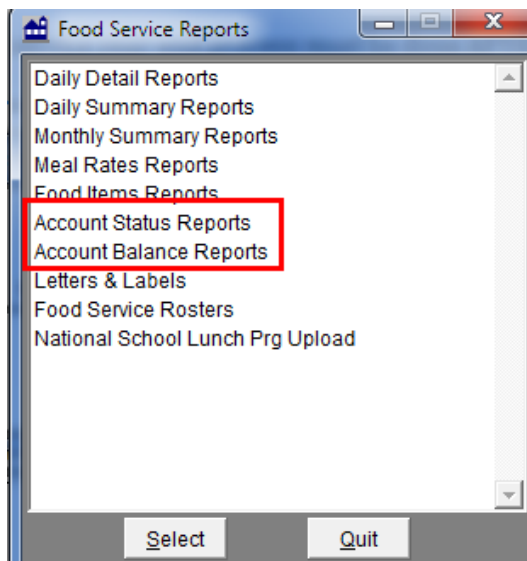 Food Service Reports
Daily Detail Reports
Daily Summary Reports
Monthly Summary Reports
Meal Rates Reports
Food Items Reports
Account Status Reports
Account Balance Reports
Letters & Labels
Food Service Rosters
National School Lunch Prg Upload
Select Quit